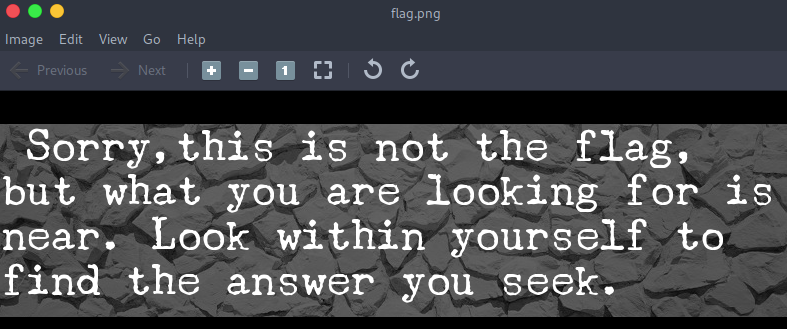 flag.png
Image Edit View Go Help
Previous Next 1
Sorry,this is not the flag,
but what you are looking for is
near. Look within yourself to
find the answer you seek.